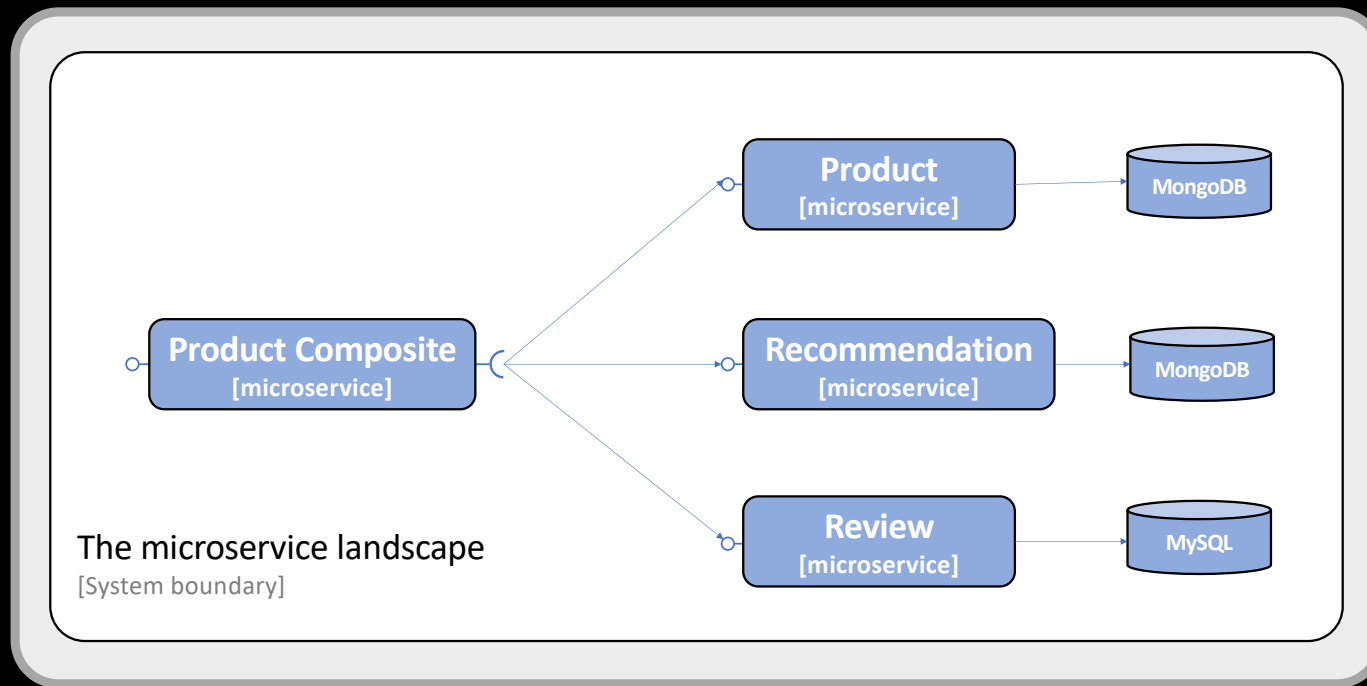 Product
[microservice]
MongoDB
Product Composite
[microservice]
Recommendation
[microservice]
MongoDB
Review
[microservice]
MySQL
The microservice landscape
[System boundary]